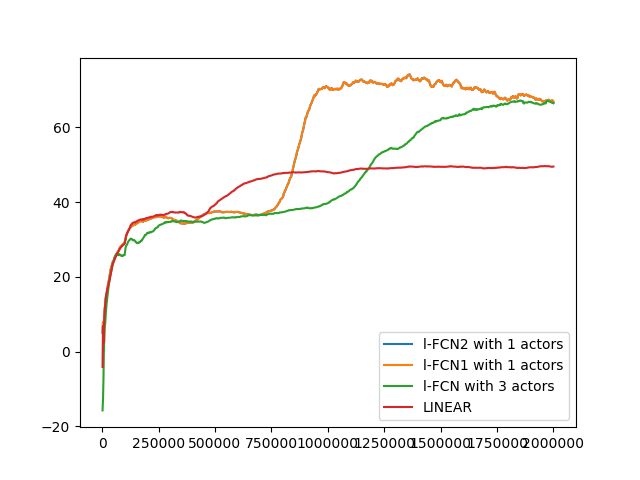 60
40
20
0
−20
0 250000 500000 750000 1000000 1250000 1500000 1750000 2000000
l-FCN2 with 1 actors
l-FCN1 with 1 actors
l-FCN with 3 actors
LINEAR